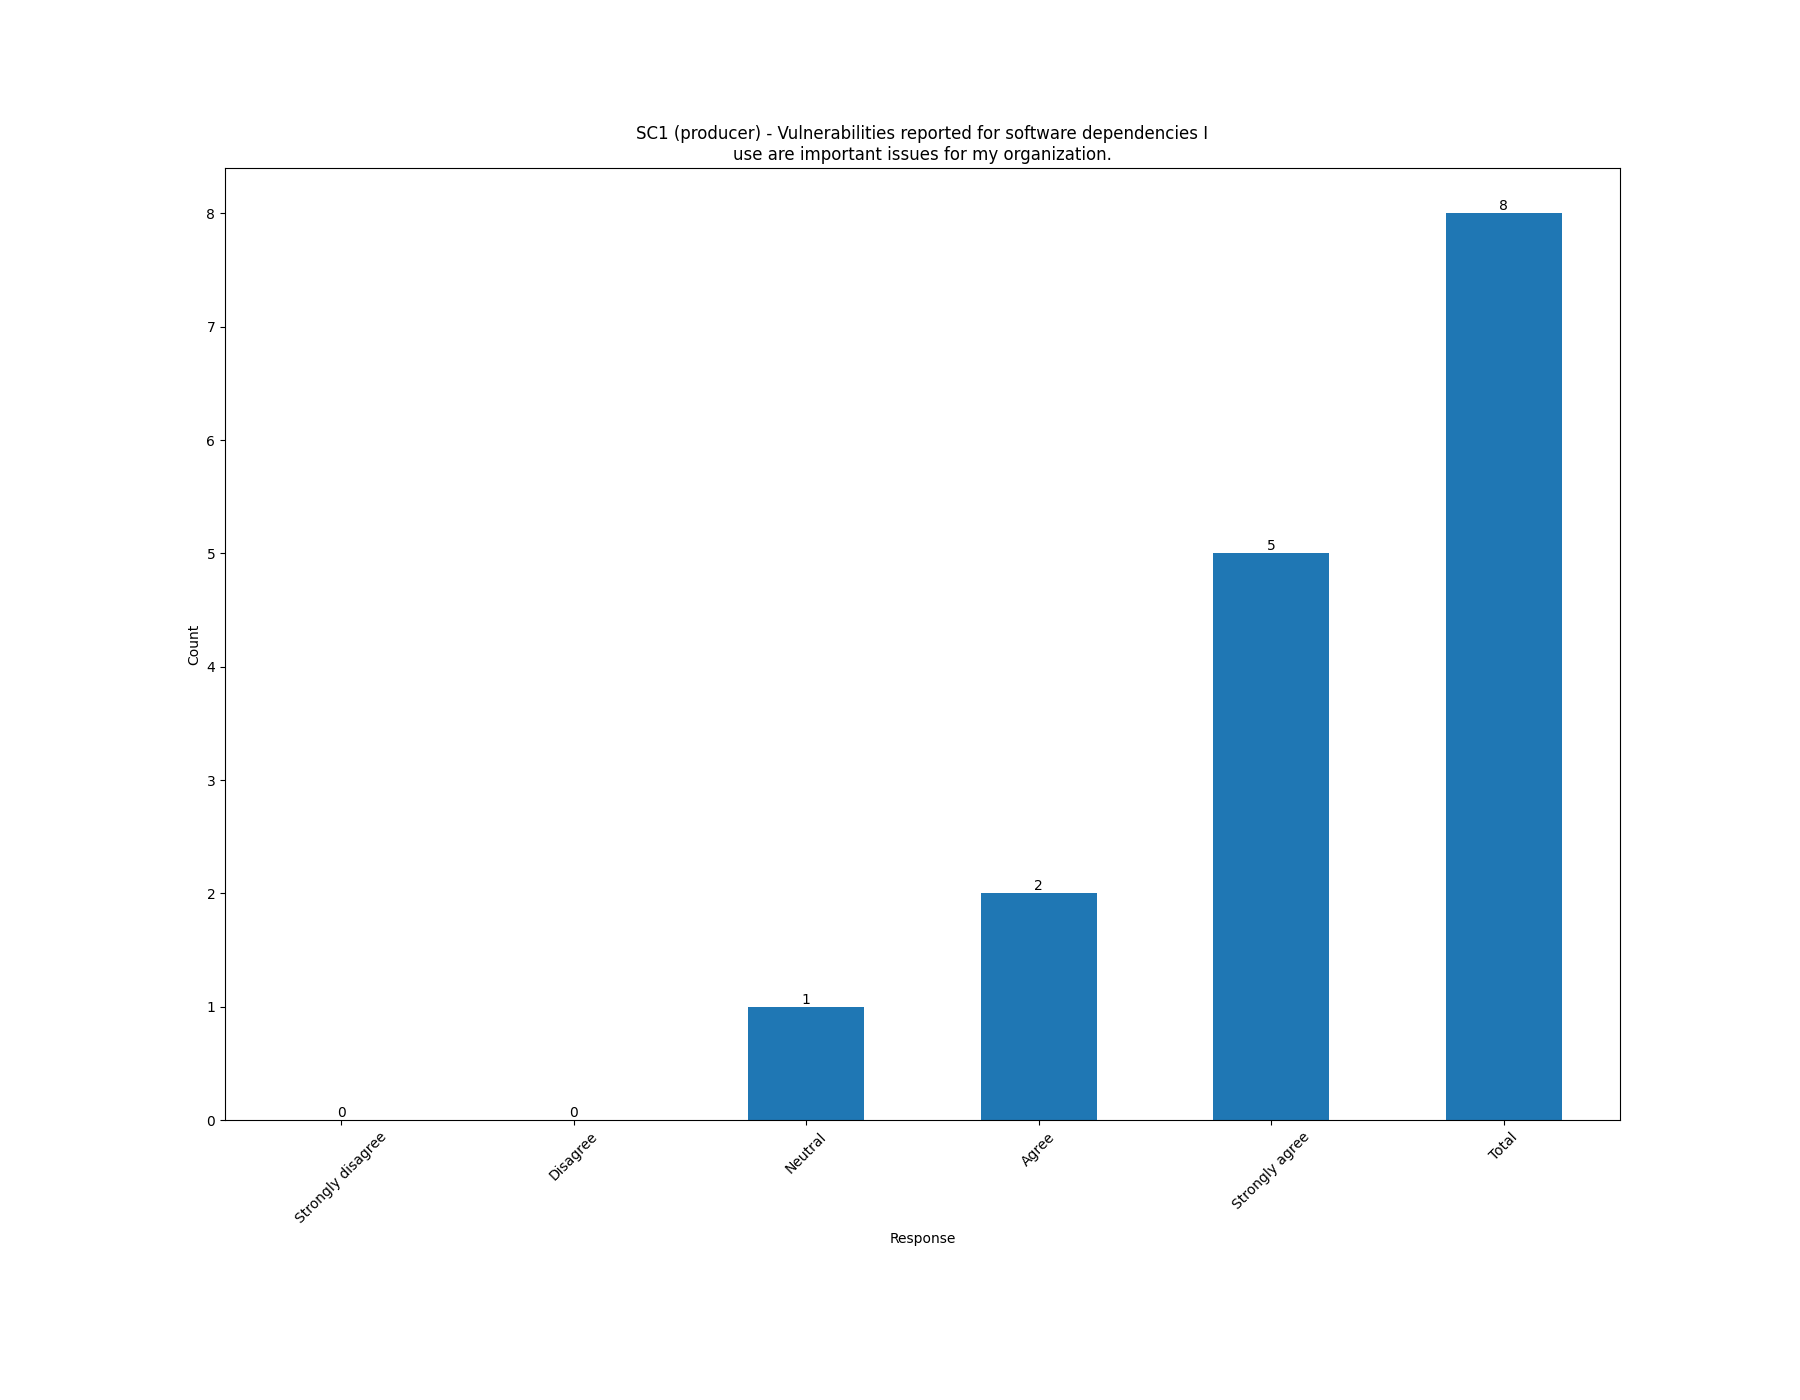 SC1 (producer) - Vulnerabilities reported for software dependencies I
use are important issues for my organization.
8
7
6
5
4
3
2
1
0
Count
0
0
1
2
5
8
Strongly disagree
Disagree
Neutral
Agree
Strongly agree
Total
Response